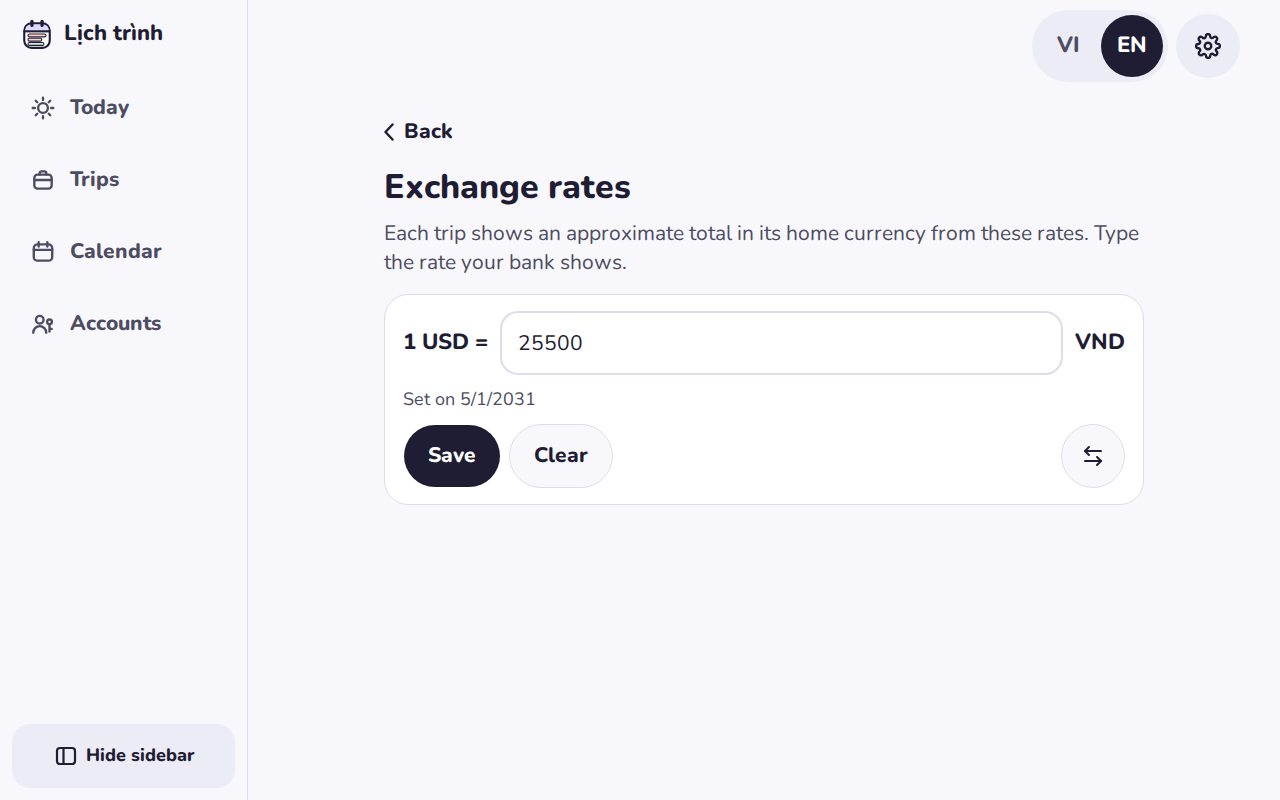 Lịch trình
Today
Trips
Calendar
Accounts
Hide sidebar
VI
EN
Back
Exchange rates
Each trip shows an approximate total in its home currency from these rates. Type
the rate your bank shows.
1 USD = 25500 VND
Set on 5/1/2031
Save
Clear